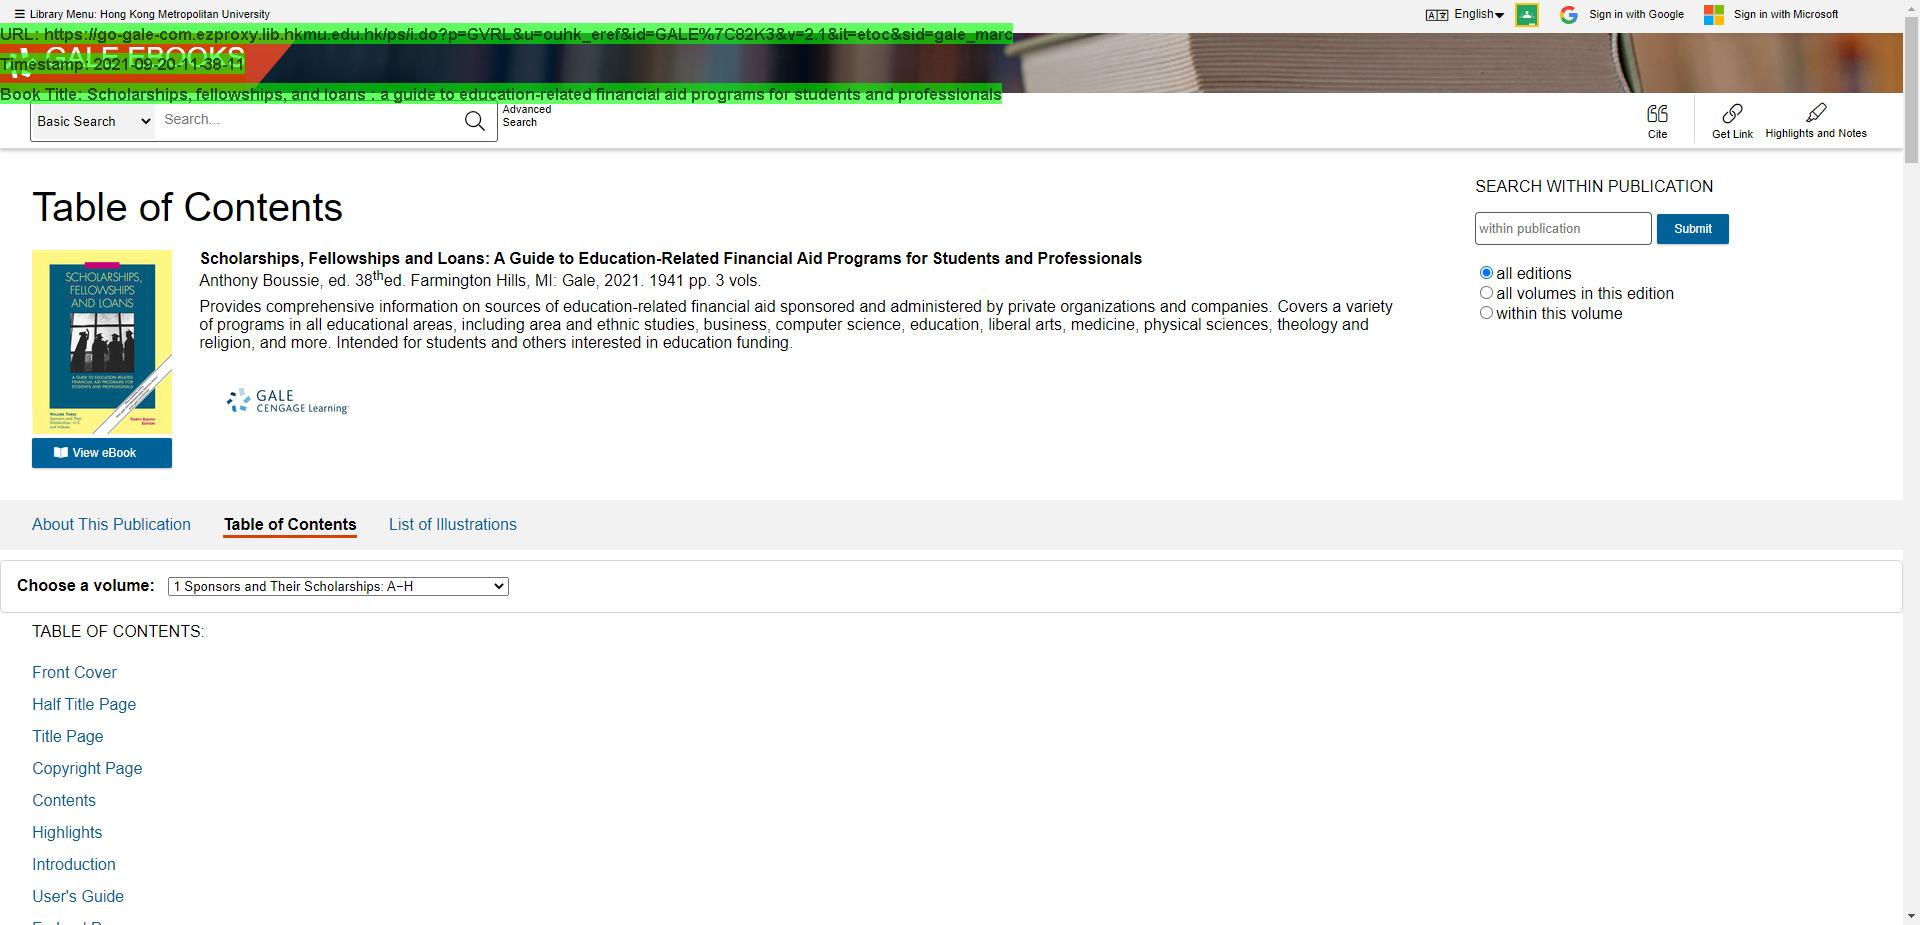 ☰ Library Menu: Hong Kong Metropolitan University
English
Sign in with Google
Sign in with Microsoft
URL: https://go-gale-com.ezproxy.lib.hkmu.edu.hk/ps/i.do?p=GVRL&u=ouhk_eref&id=GALE%7C82K3&v=2.1&it=etoc&sid=gale_marc
GALE EBOOKS
Timestamp: 2021-09-20-11-38-11
Book Title: Scholarships, fellowships, and loans : a guide to education-related financial aid programs for students and professionals
Basic Search
Search...
Advanced
Search
Cite
Get Link
Highlights and Notes
Table of Contents
SEARCH WITHIN PUBLICATION
within publication
Submit
all editions
all volumes in this edition
within this volume
SCHOLARSHIPS,
FELLOWSHIPS
AND LOANS
A GUIDE TO EDUCATION-RELATED
FINANCIAL AID PROGRAMS FOR
STUDENTS AND PROFESSIONALS
VOLUME THREE
Sponsors and Their
Scholarships: U-Z
and Indexes
THIRTY-EIGHTH
EDITION
View eBook
Scholarships, Fellowships and Loans: A Guide to Education-Related Financial Aid Programs for Students and Professionals
Anthony Boussie, ed. 38th ed. Farmington Hills, MI: Gale, 2021. 1941 pp. 3 vols.
Provides comprehensive information on sources of education-related financial aid sponsored and administered by private organizations and companies. Covers a variety
of programs in all educational areas, including area and ethnic studies, business, computer science, education, liberal arts, medicine, physical sciences, theology and
religion, and more. Intended for students and others interested in education funding.
GALE
CENGAGE Learning
About This Publication
Table of Contents
List of Illustrations
Choose a volume:
1 Sponsors and Their Scholarships: A–H
TABLE OF CONTENTS:
Front Cover
Half Title Page
Title Page
Copyright Page
Contents
Highlights
Introduction
User's Guide